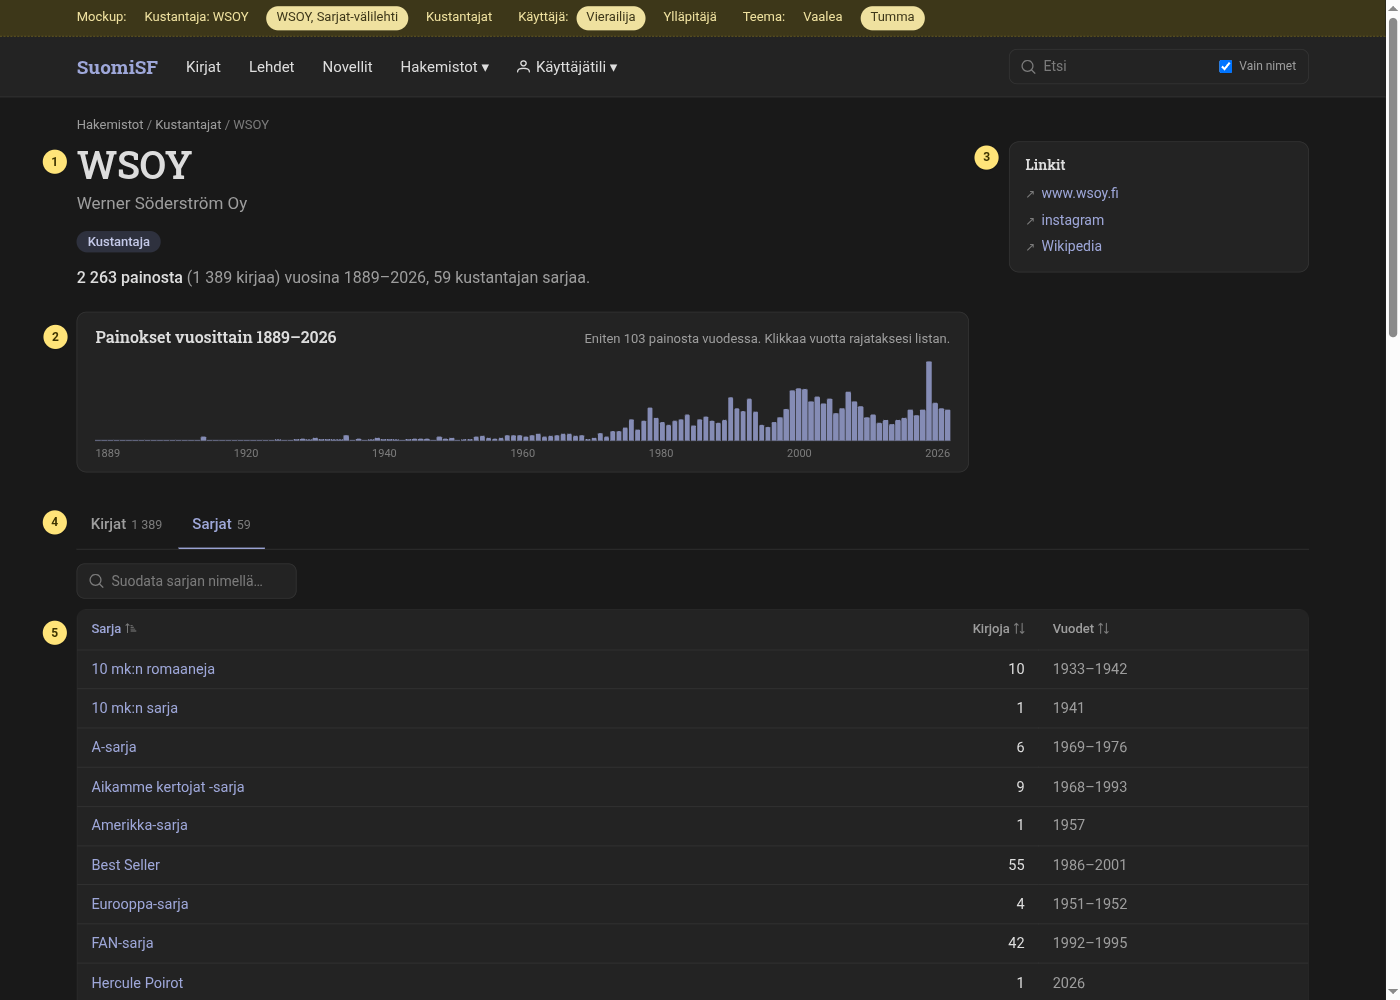 Mockup: Kustantaja: WSOY WSOY, Sarjat-välilehti Kustantajat Käyttäjä: Vierailija Ylläpitäjä Teema: Vaalea Tumma
SuomiSF Kirjat Lehdet Novellit Hakemistot ▾ Käyttäjätili ▾ Etsi Vain nimet
Hakemistot / Kustantajat / WSOY
1 WSOY
Werner Söderström Oy
Kustantaja
2 263 painosta (1 389 kirjaa) vuosina 1889–2026, 59 kustantajan sarjaa.
3 Linkit
↗ www.wsoy.fi
↗ instagram
↗ Wikipedia
2 Painokset vuosittain 1889–2026 Eniten 103 painosta vuodessa. Klikkaa vuotta rajataksesi listan.
1889 1920 1940 1960 1980 2000 2026
4 Kirjat 1 389 Sarjat 59
Suodata sarjan nimellä...
5 Sarja Kirjoja Vuodet
10 mk:n romaaneja 10 1933–1942
10 mk:n sarja 1 1941
A-sarja 6 1969–1976
Aikamme kertojat -sarja 9 1968–1993
Amerikka-sarja 1 1957
Best Seller 55 1986–2001
Eurooppa-sarja 4 1951–1952
FAN-sarja 42 1992–1995
Hercule Poirot 1 2026